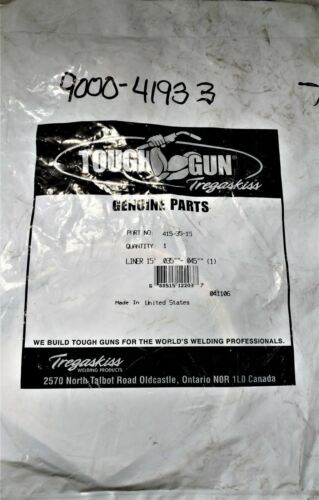 9000-41933
TOUGH GUN
Tregaskiss
GENUINE PARTS
PART NO. 415-35-15
QUANTITY 1
LINER 15' .035""-.045"" (1)
041106
Made In United States
WE BUILD TOUGH GUNS FOR THE WORLD'S WELDING PROFESSIONALS.
Tregaskiss
WELDING PRODUCTS
2570 North Talbot Road Oldcastle, Ontario N0R 1L0 Canada